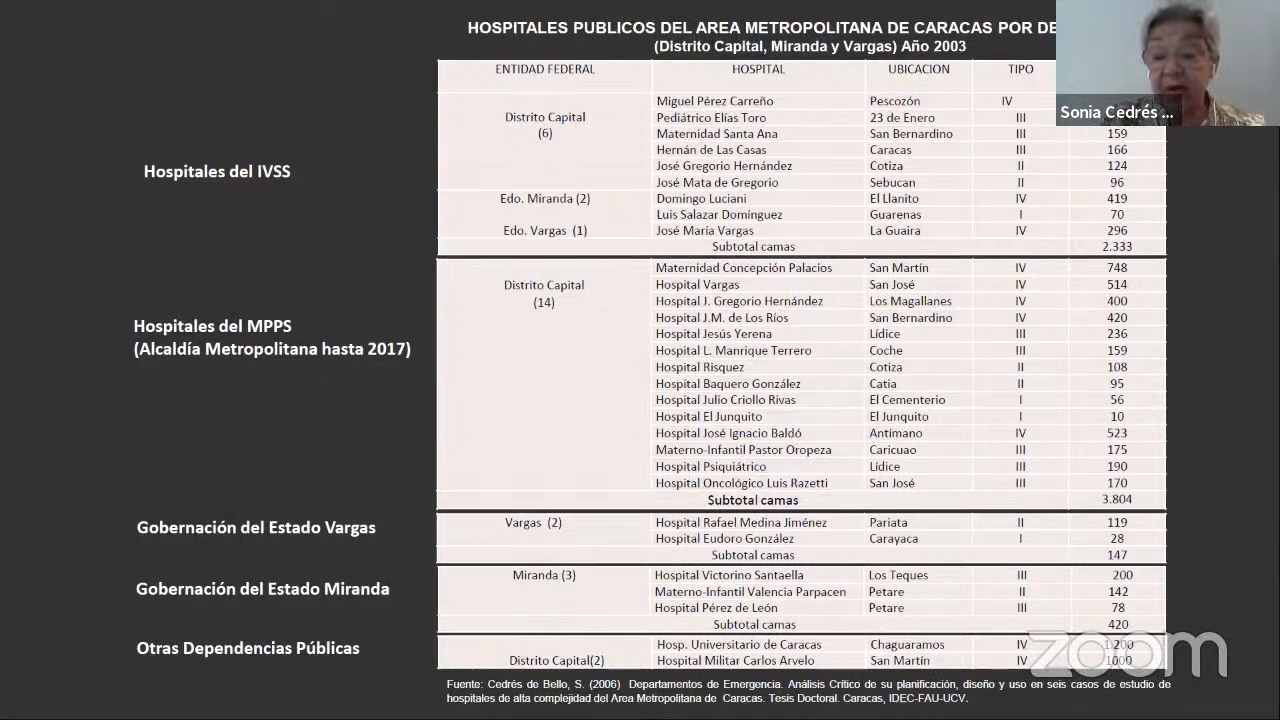 HOSPITALES PUBLICOS DEL AREA METROPOLITANA DE CARACAS POR DE
(Distrito Capital, Miranda y Vargas) Año 2003
Sonia Cedrés ...
ENTIDAD FEDERAL HOSPITAL UBICACION TIPO
Hospitales del IVSS
Distrito Capital
(6)
Miguel Pérez Carreño Pescozón IV
Pediátrico Elías Toro 23 de Enero III
Maternidad Santa Ana San Bernardino III 159
Hernán de Las Casas Caracas III 166
José Gregorio Hernández Cotiza II 124
José Mata de Gregorio Sebucan II 96
Edo. Miranda (2) Domingo Luciani El Llanito IV 419
Luis Salazar Domínguez Guarenas I 70
Edo. Vargas (1) José María Vargas La Guaira IV 296
Subtotal camas 2.333
Hospitales del MPPS
(Alcaldía Metropolitana hasta 2017)
Distrito Capital
(14)
Maternidad Concepción Palacios San Martín IV 748
Hospital Vargas San José IV 514
Hospital J. Gregorio Hernández Los Magallanes IV 400
Hospital J.M. de Los Ríos San Bernardino IV 420
Hospital Jesús Yerena Lídice III 236
Hospital L. Manrique Terrero Coche III 159
Hospital Risquez Cotiza II 108
Hospital Baquero González Catia II 95
Hospital Julio Criollo Rivas El Cementerio I 56
Hospital El Junquito El Junquito I 10
Hospital José Ignacio Baldó Antímano IV 523
Materno-Infantil Pastor Oropeza Caricuao III 175
Hospital Psiquiátrico Lídice III 190
Hospital Oncológico Luis Razetti San José III 170
Subtotal camas 3.804
Gobernación del Estado Vargas
Vargas (2) Hospital Rafael Medina Jiménez Pariata II 119
Hospital Eudoro González Carayaca I 28
Subtotal camas 147
Gobernación del Estado Miranda
Miranda (3) Hospital Victorino Santaella Los Teques III 200
Materno-Infantil Valencia Parpacen Petare II 142
Hospital Pérez de León Petare III 78
Subtotal camas 420
Otras Dependencias Públicas
Hosp. Universitario de Caracas Chaguaramos IV 1.200
Distrito Capital(2) Hospital Militar Carlos Arvelo San Martín IV 1000
zoom
Fuente: Cedrés de Bello, S. (2006) Departamentos de Emergencia. Análisis Crítico de su planificación, diseño y uso en seis casos de estudio de
hospitales de alta complejidad del Area Metropolitana de Caracas. Tesis Doctoral. Caracas, IDEC-FAU-UCV.